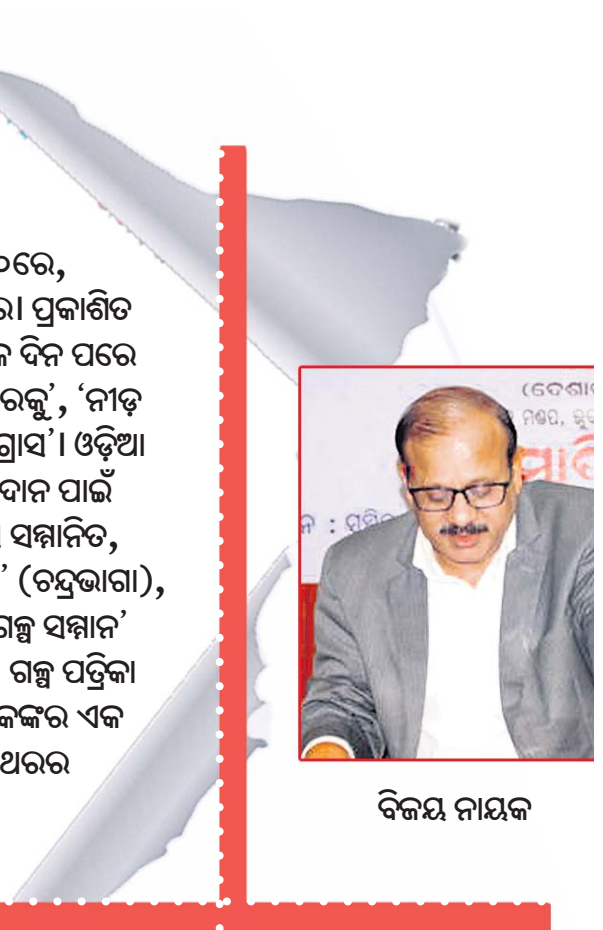 ୦ରେ,
ର। ପ୍ରକାଶିତ
ଳ ଦିନ ପରେ
ରକୁ’, ‘ନୀଡ଼
ଗ୍ରାସ’। ଓଡ଼ିଆ
ଦାନ ପାଇଁ
ସମ୍ମାନିତ,
’ (ଚନ୍ଦ୍ରଭାଗା),
ଗଳ୍ପ ସମ୍ମାନ’
ଗଳ୍ପ ପତ୍ରିକା
କଙ୍କର ଏକ
ଥରର
(ଦେଶା
ମଣ୍ଡପ,
ବିଜୟ ନାୟକ